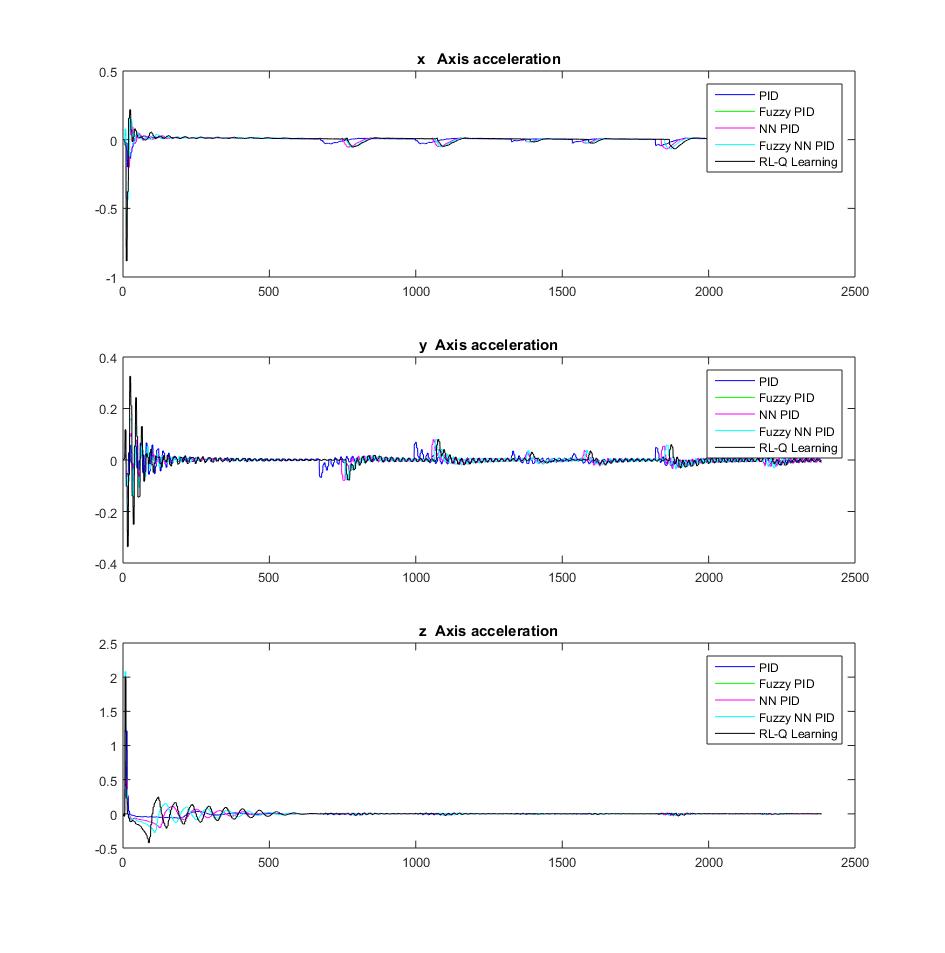 x   Axis acceleration
0.5
0
-0.5
-1
0
500
1000
1500
2000
2500
PID
Fuzzy PID
NN PID
Fuzzy NN PID
RL-Q Learning
y  Axis acceleration
0.4
0.2
0
-0.2
-0.4
0
500
1000
1500
2000
2500
PID
Fuzzy PID
NN PID
Fuzzy NN PID
RL-Q Learning
z  Axis acceleration
2.5
2
1.5
1
0.5
0
-0.5
0
500
1000
1500
2000
2500
PID
Fuzzy PID
NN PID
Fuzzy NN PID
RL-Q Learning